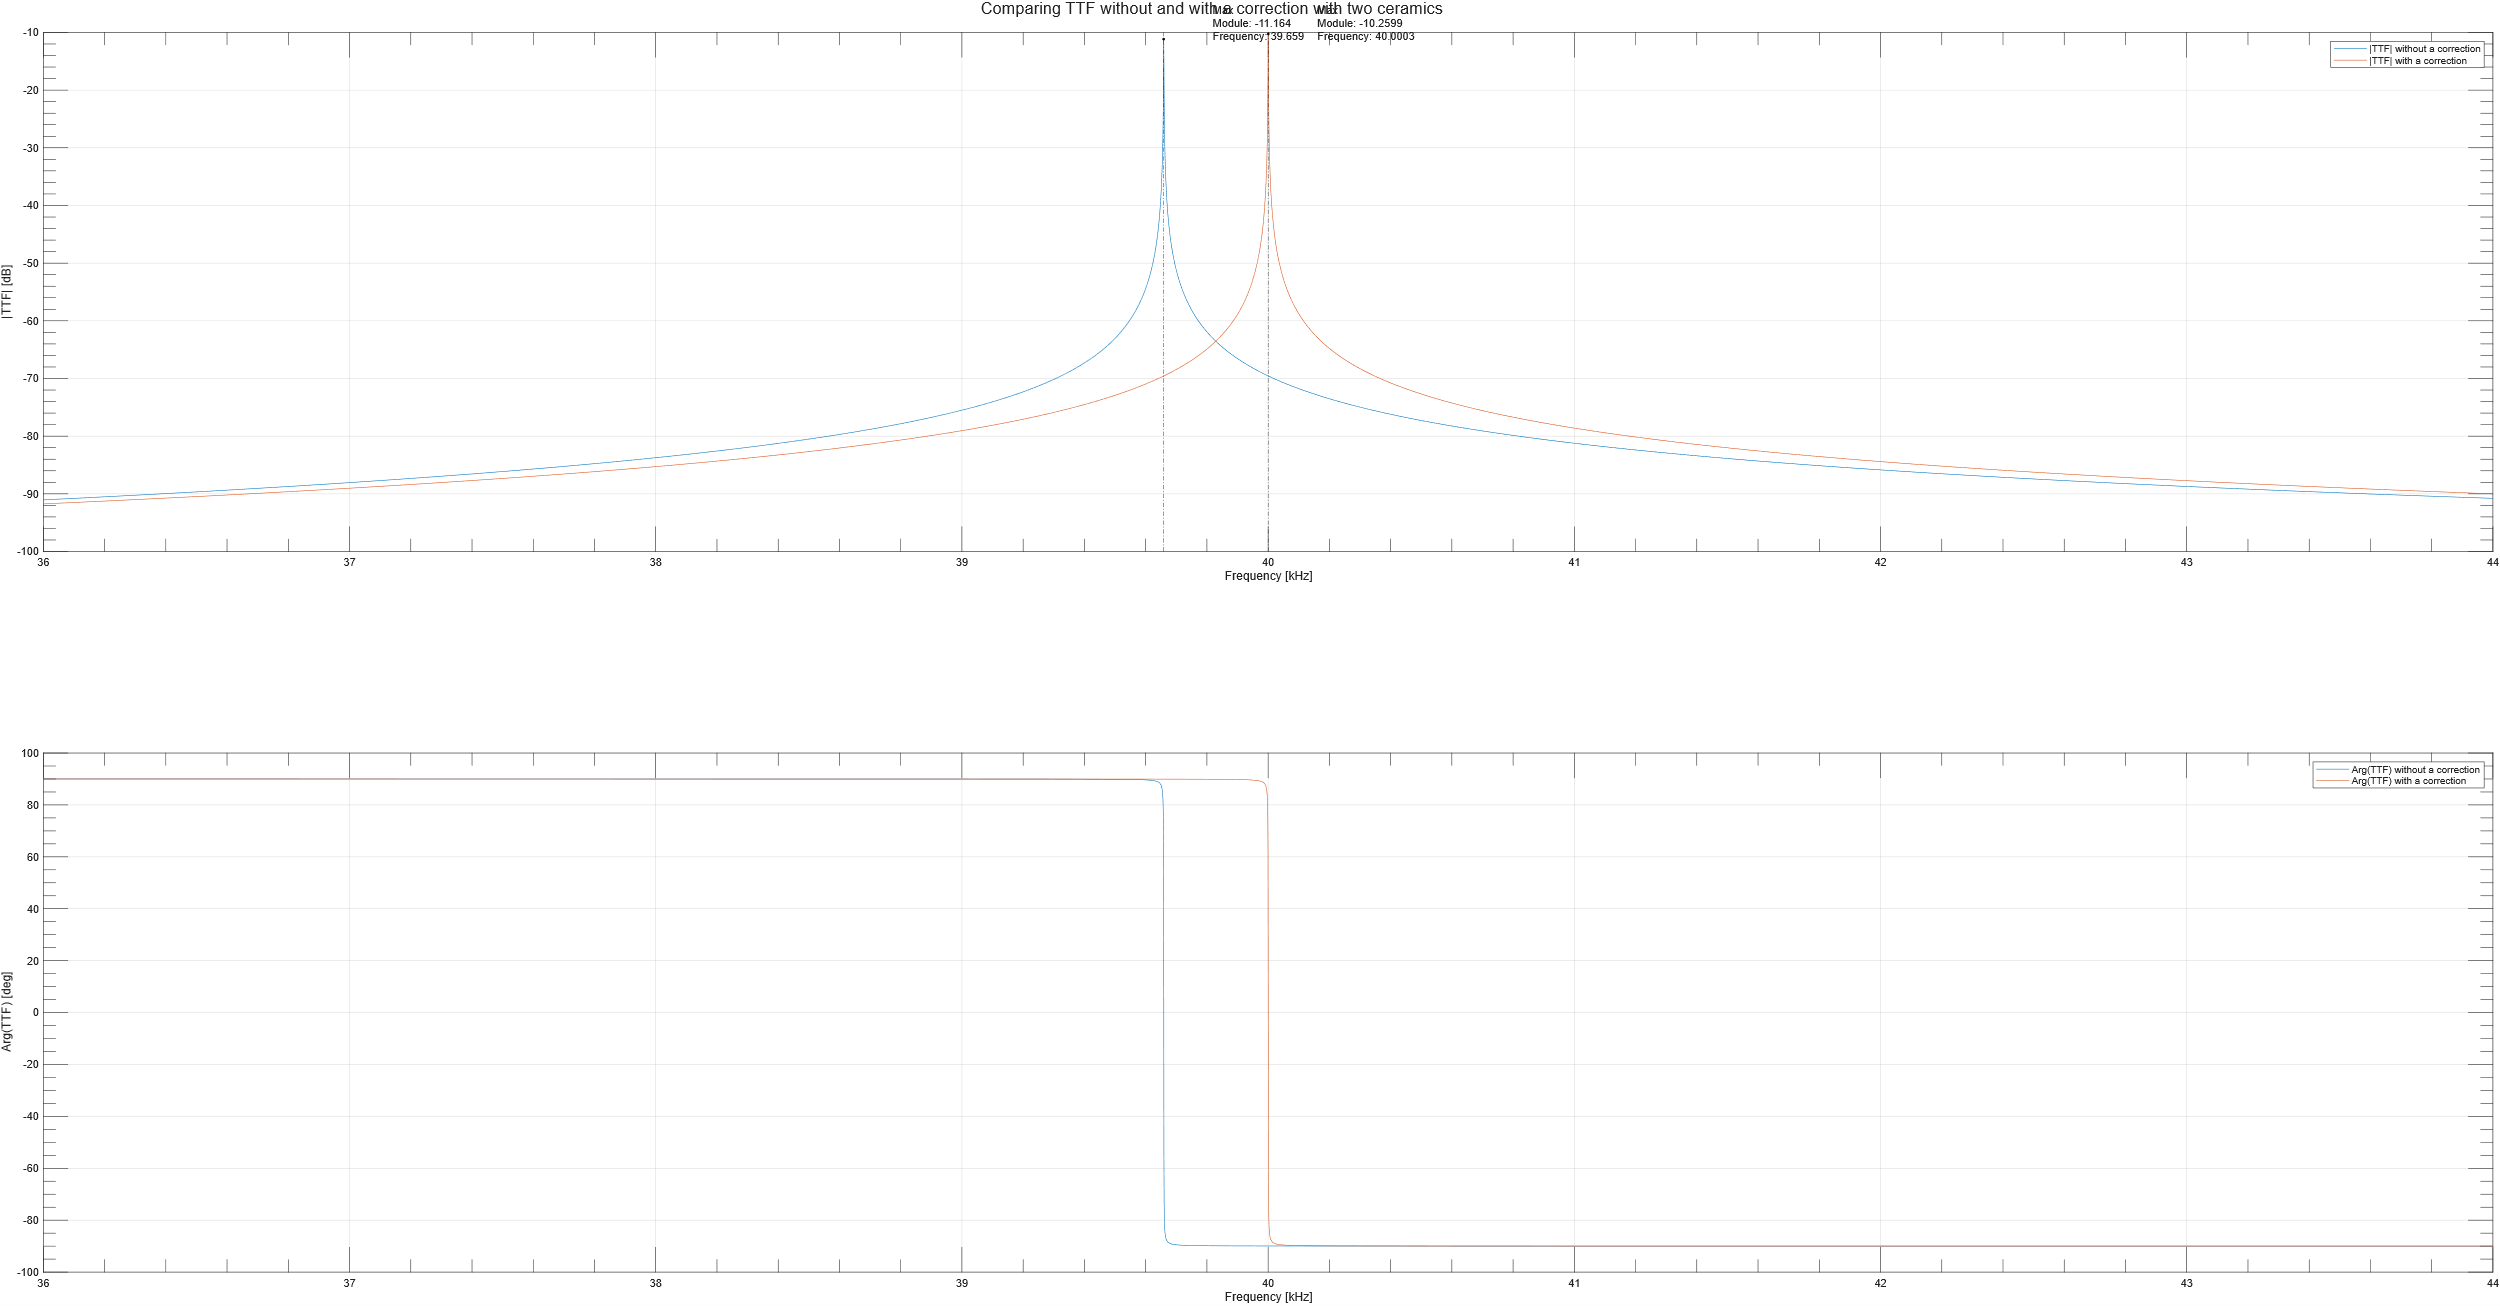 Comparing TTF without and with a correction with two ceramics
Max
Module: -11.164
Frequency: 39.659
Max
Module: -10.2599
Frequency: 40.0003
|TTF| without a correction
|TTF| with a correction
|TTF| [dB]
-10
-20
-30
-40
-50
-60
-70
-80
-90
-100
36 37 38 39 40 41 42 43 44
Frequency [kHz]
Arg(TTF) without a correction
Arg(TTF) with a correction
Arg(TTF) [deg]
100
80
60
40
20
0
-20
-40
-60
-80
-100
36 37 38 39 40 41 42 43 44
Frequency [kHz]